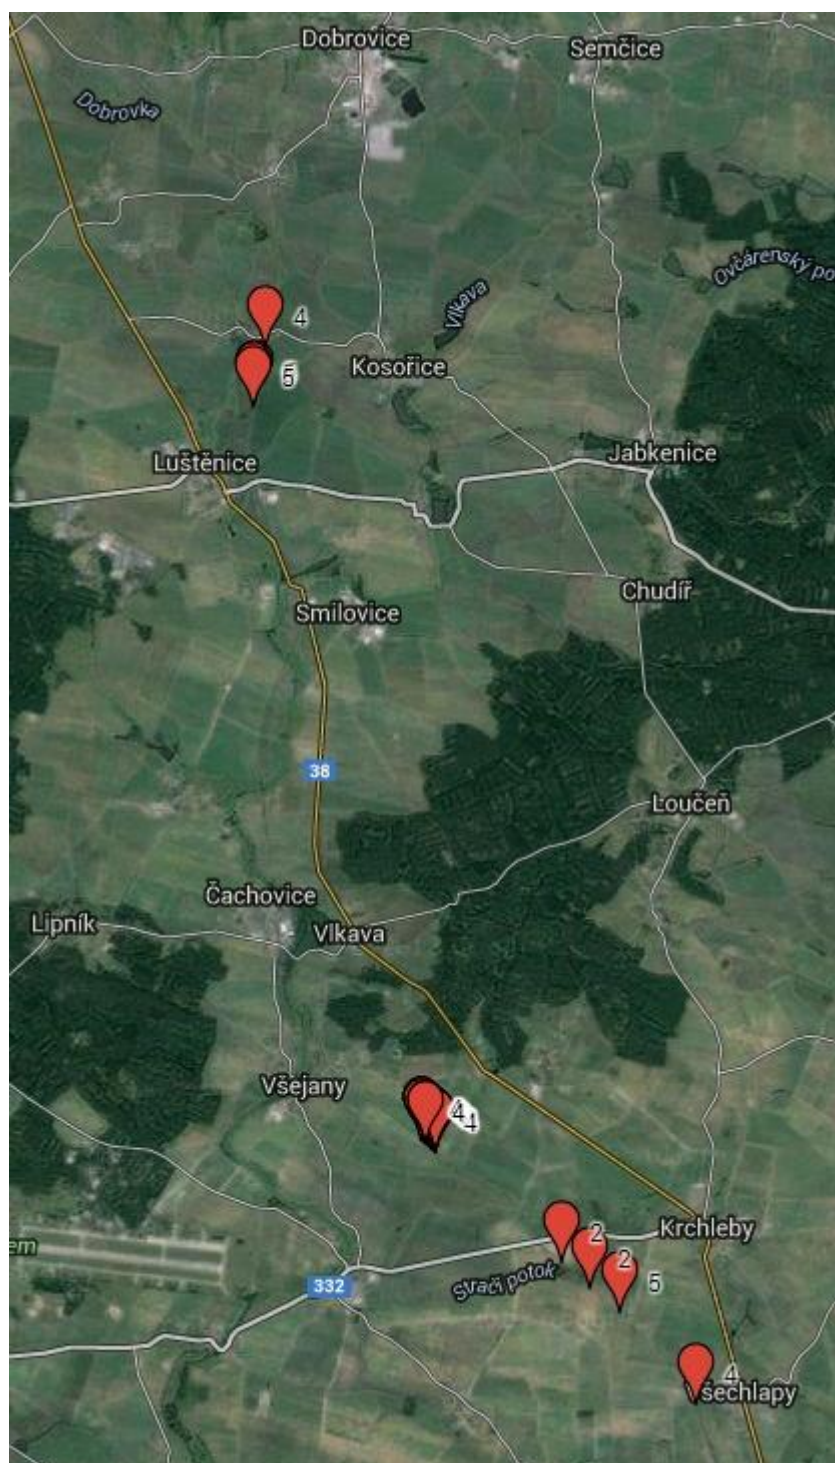 Dobrovice
Semčice
Dobrovka
Ovčárenský po
Vlkava
4
Kosořice
5
Luštěnice
Jabkenice
Chudíř
Smilovice
38
Loučeň
Čachovice
Lipník
Vlkava
Všejany
4
4
2
Krchleby
em
2
Stračí potok
5
332
4
Všechlapy